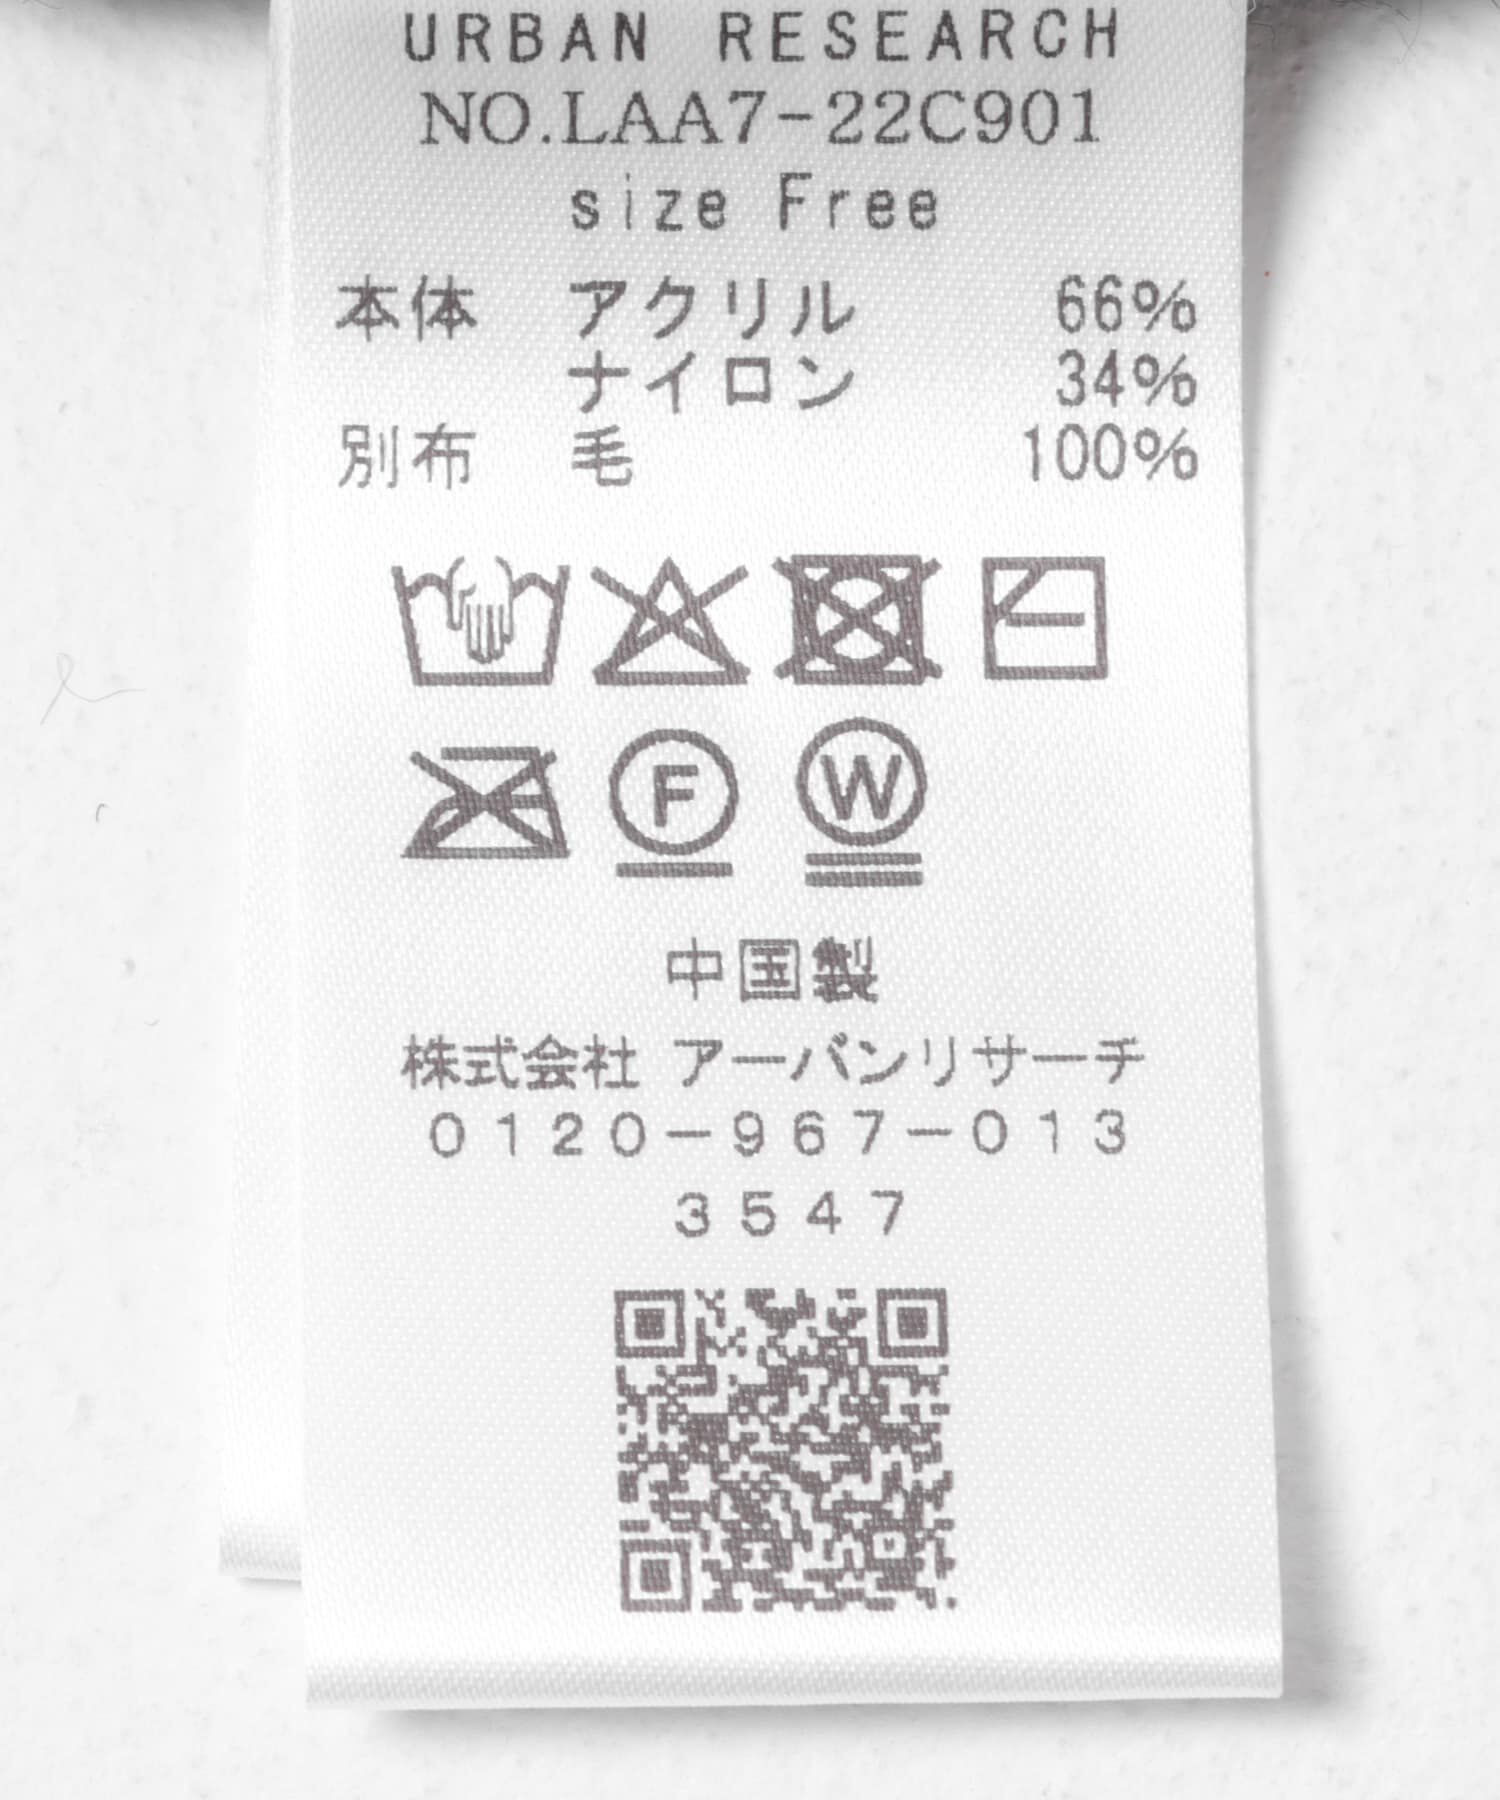 URBAN RESEARCH
NO.LAA7-22C901
size Free
本体 アクリル 66%
ナイロン 34%
別布 毛 100%
F W
中国製
株式会社 アーバンリサーチ
0120-967-013
3547